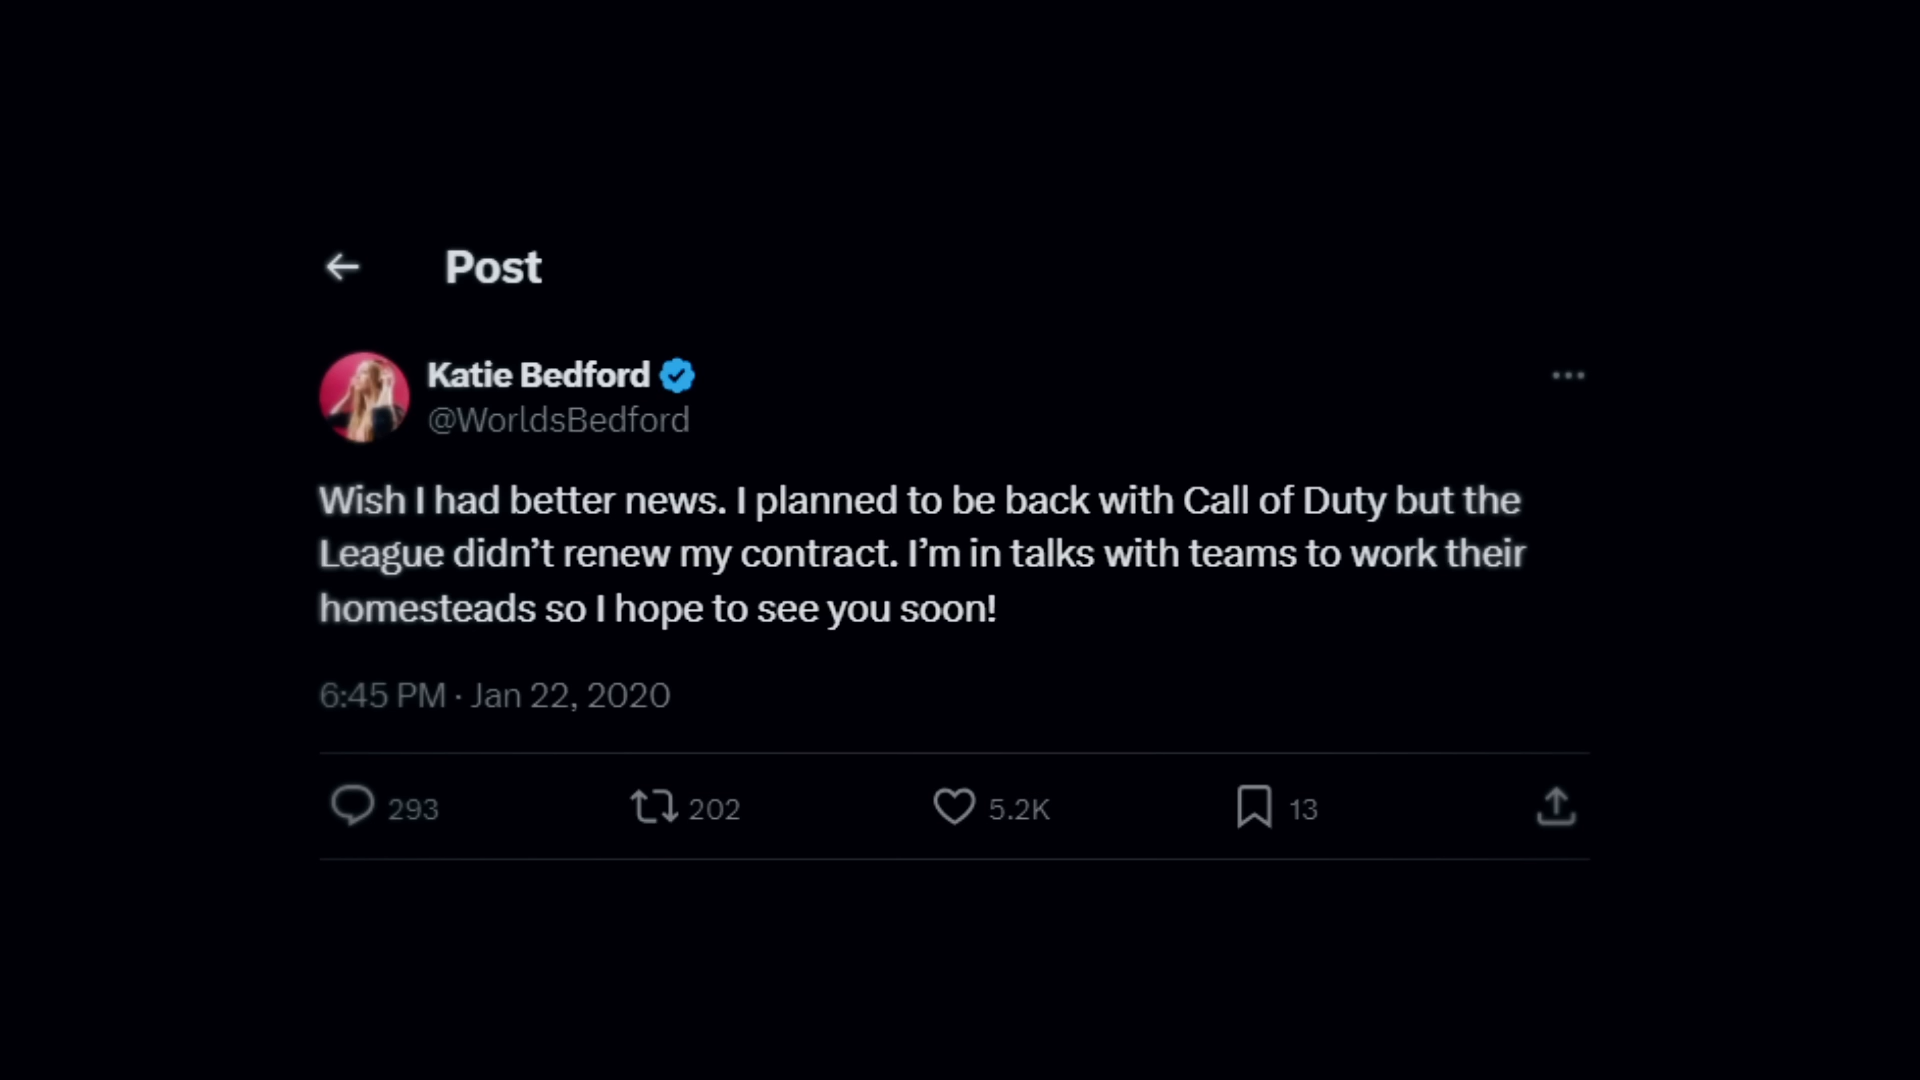 Post
Katie Bedford
@WorldsBedford
Wish I had better news. I planned to be back with Call of Duty but the
League didn’t renew my contract. I’m in talks with teams to work their
homesteads so I hope to see you soon!
6:45 PM · Jan 22, 2020
293 202 5.2K 13